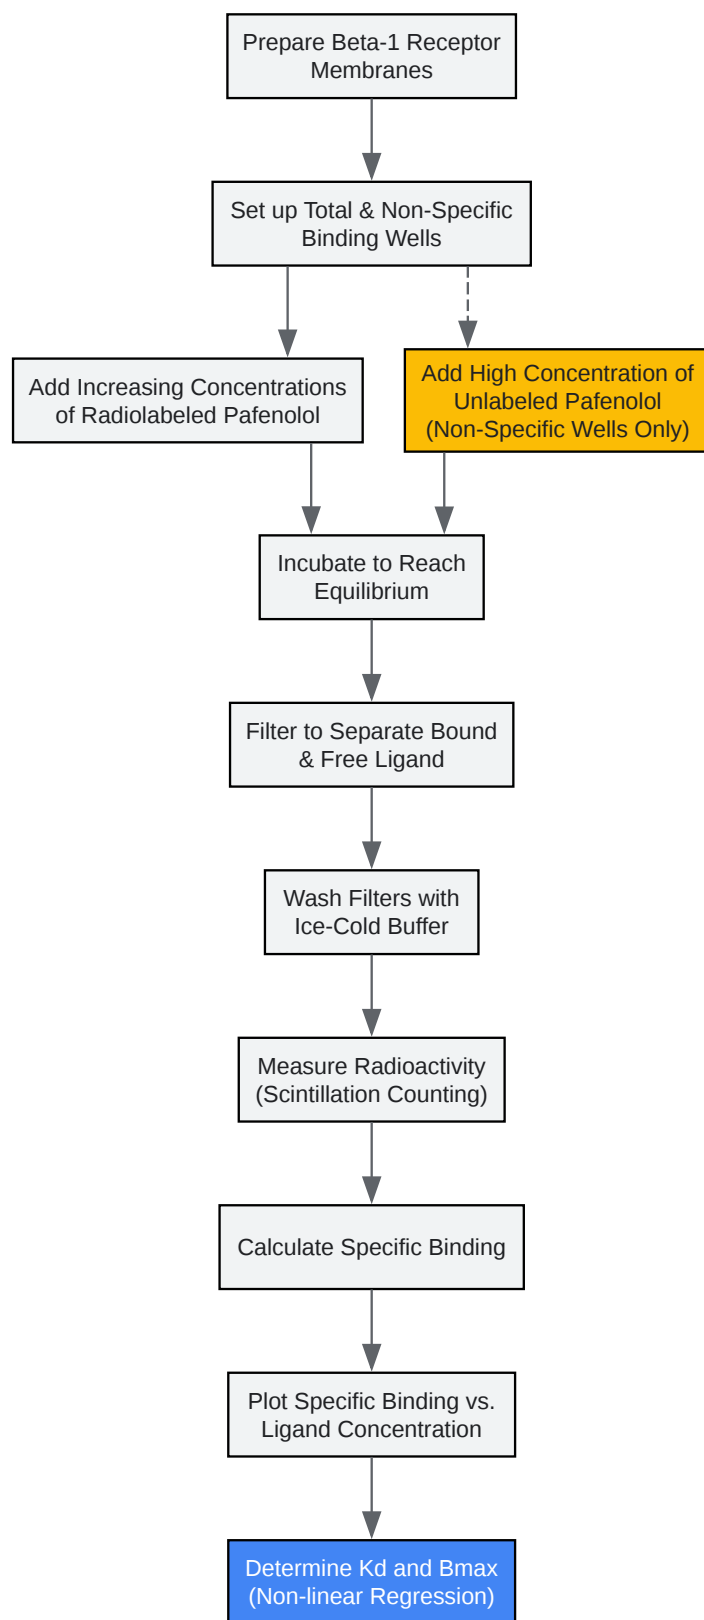 Prepare Beta-1 Receptor
Membranes
Set up Total & Non-Specific
Binding Wells
Add Increasing Concentrations
of Radiolabeled Pafenolol
Add High Concentration of
Unlabeled Pafenolol
(Non-Specific Wells Only)
Incubate to Reach
Equilibrium
Filter to Separate Bound
& Free Ligand
Wash Filters with
Ice-Cold Buffer
Measure Radioactivity
(Scintillation Counting)
Calculate Specific Binding
Plot Specific Binding vs.
Ligand Concentration
Determine Kd and Bmax
(Non-linear Regression)